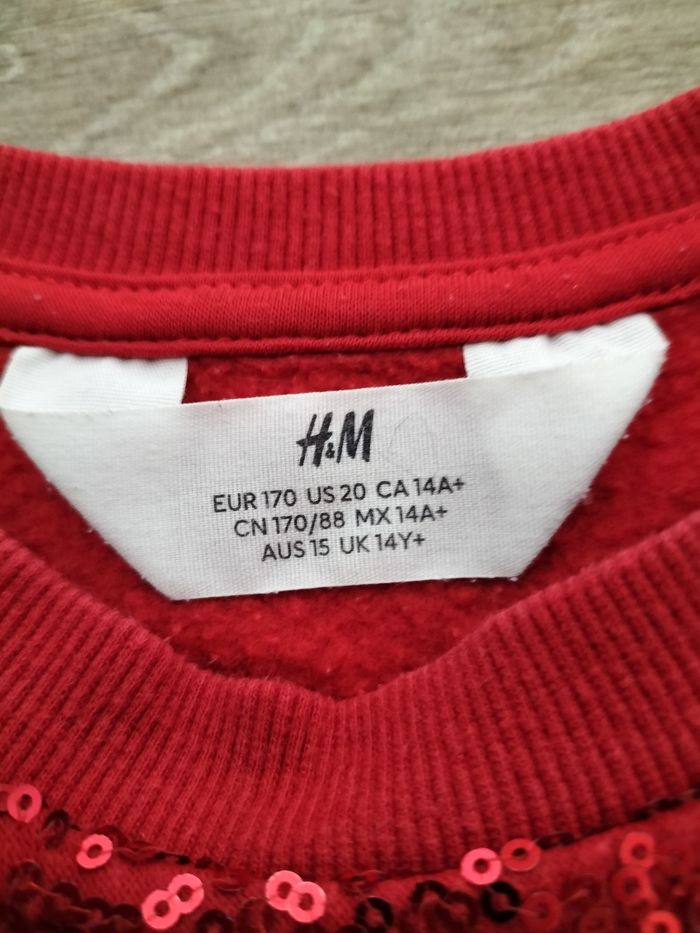 H&M
EUR 170 US 20 CA 14A+
CN 170/88 MX 14A+
AUS 15 UK 14Y+